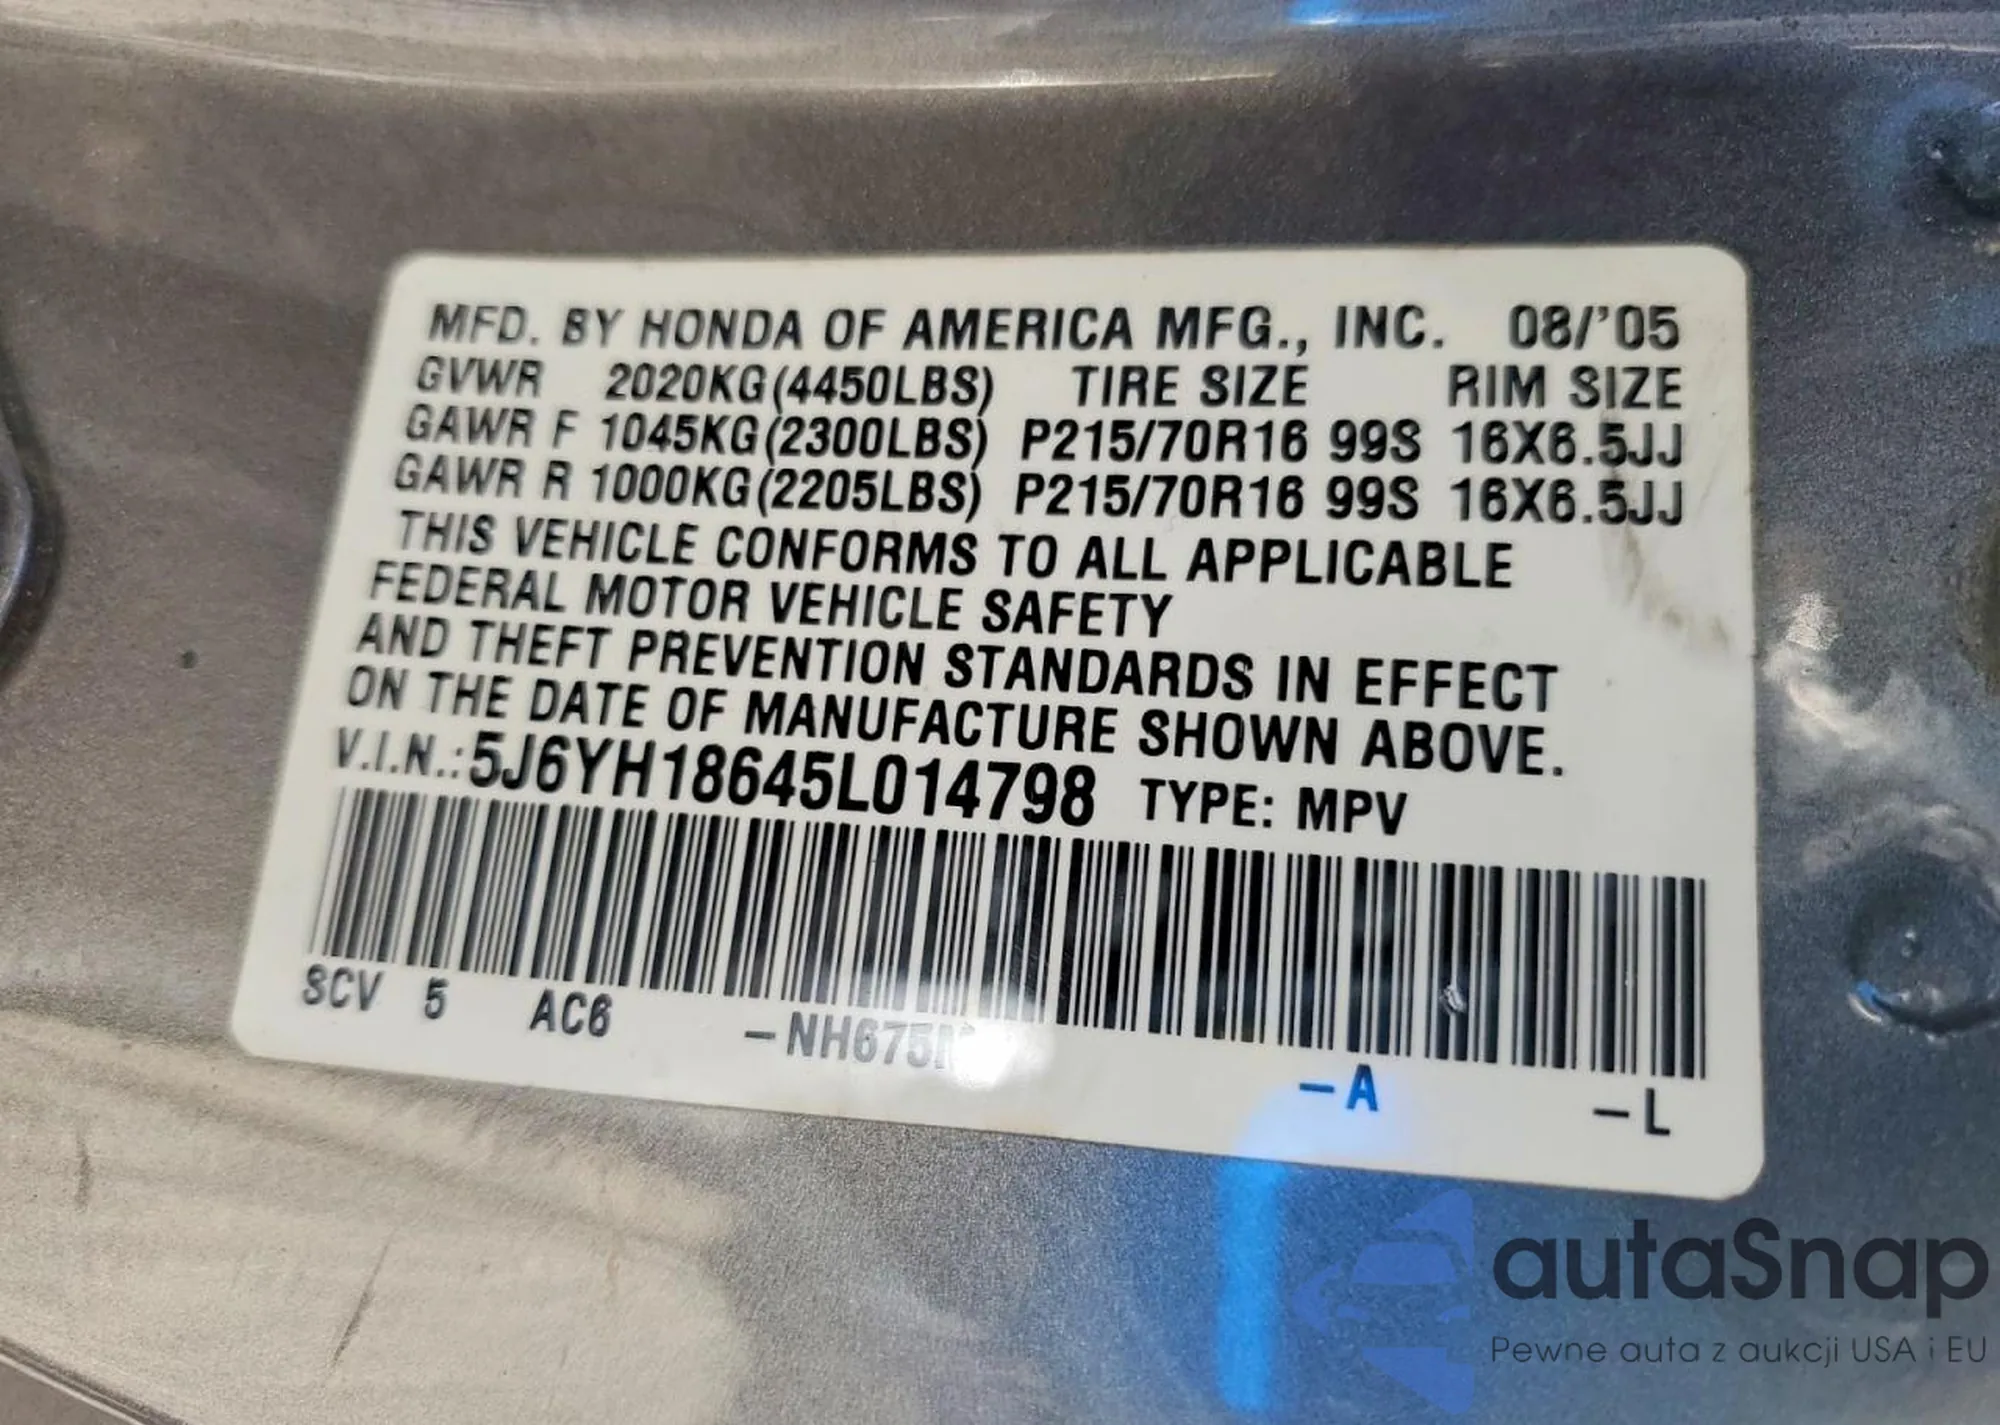 MFD. BY HONDA OF AMERICA MFG., INC. 08/'05
GVWR 2020KG(4450LBS) TIRE SIZE RIM SIZE
GAWR F 1045KG(2300LBS) P215/70R16 99S 16X6.5JJ
GAWR R 1000KG(2205LBS) P215/70R16 99S 16X6.5JJ
THIS VEHICLE CONFORMS TO ALL APPLICABLE
FEDERAL MOTOR VEHICLE SAFETY
AND THEFT PREVENTION STANDARDS IN EFFECT
ON THE DATE OF MANUFACTURE SHOWN ABOVE.
V.I.N.: 5J6YH18645L014798 TYPE: MPV
SCV 5 AC6 -A -L
autaSnap
Pewne auta z aukcji USA i EU